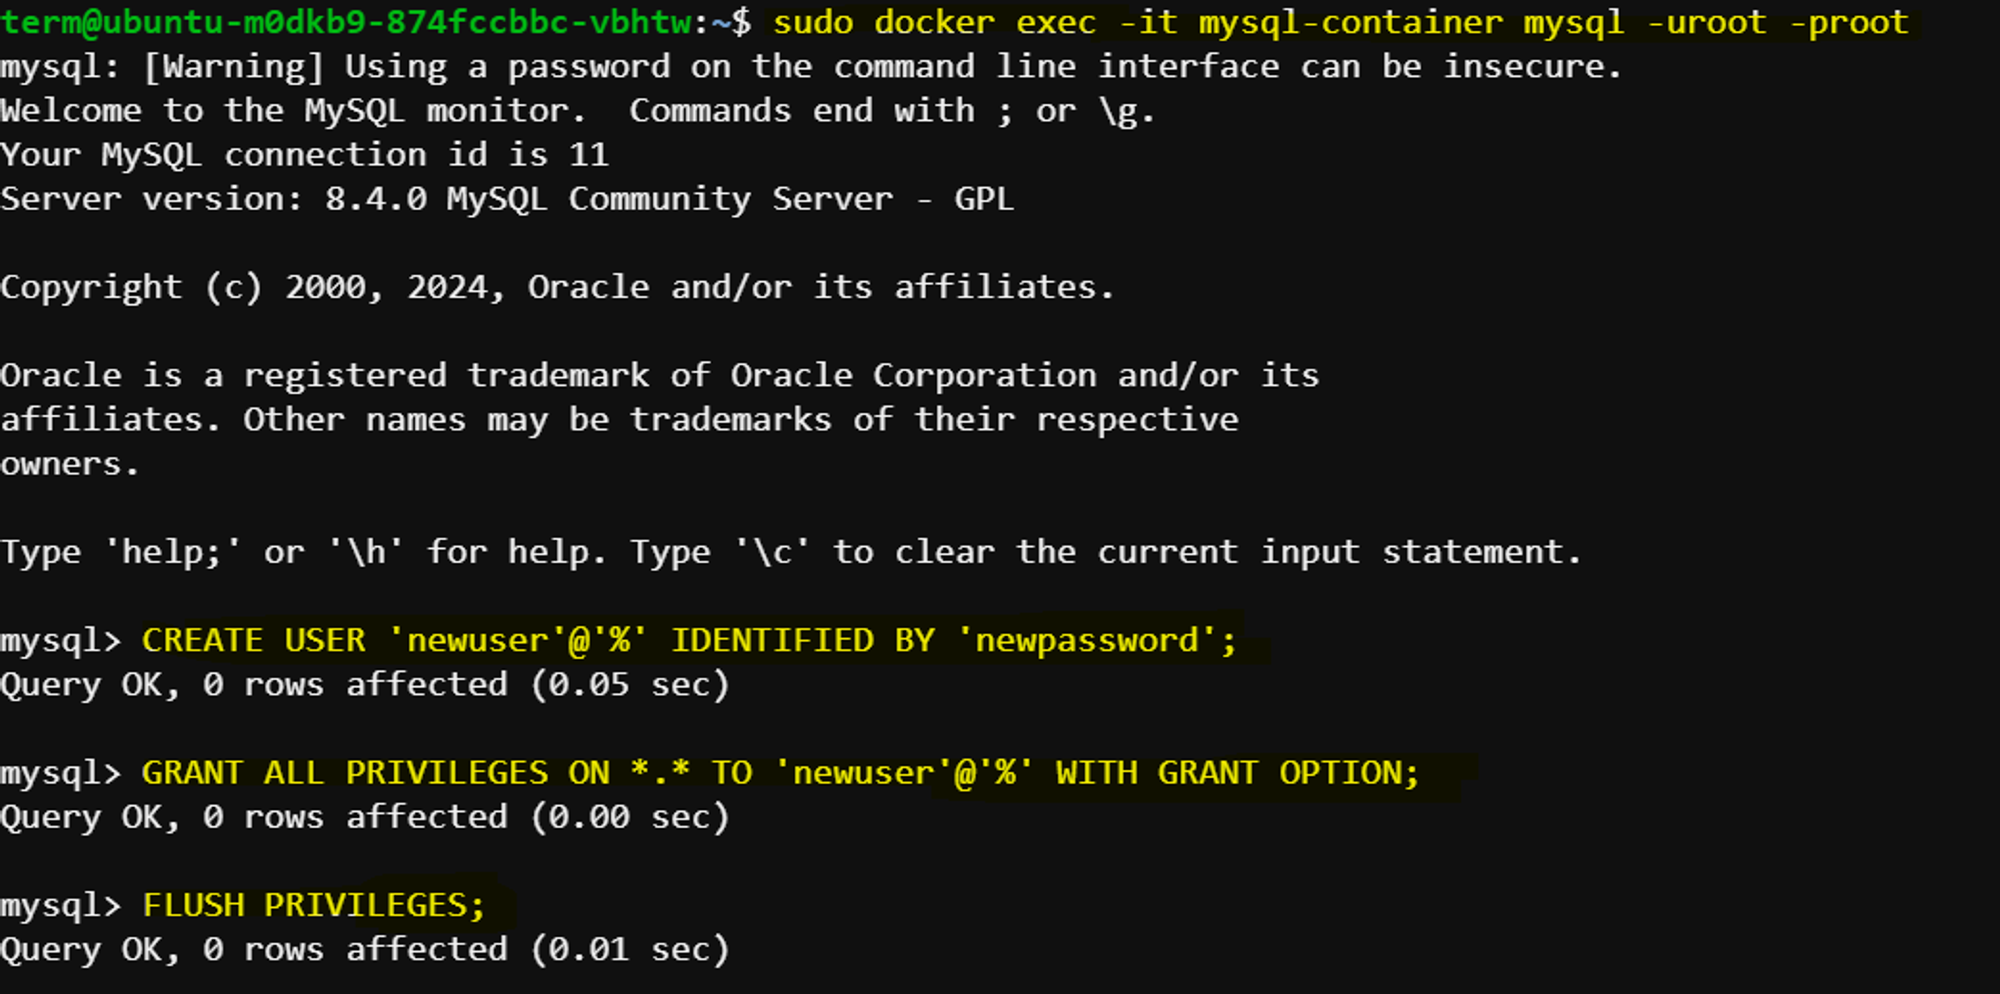 term@ubuntu-m0dkb9-874fccbbc-vbhtw:~$ sudo docker exec -it mysql-container mysql -uroot -proot
mysql: [Warning] Using a password on the command line interface can be insecure.
Welcome to the MySQL monitor.  Commands end with ; or \g.
Your MySQL connection id is 11
Server version: 8.4.0 MySQL Community Server - GPL
Copyright (c) 2000, 2024, Oracle and/or its affiliates.
Oracle is a registered trademark of Oracle Corporation and/or its
affiliates. Other names may be trademarks of their respective
owners.
Type 'help;' or '\h' for help. Type '\c' to clear the current input statement.
mysql> CREATE USER 'newuser'@'%' IDENTIFIED BY 'newpassword';
Query OK, 0 rows affected (0.05 sec)
mysql> GRANT ALL PRIVILEGES ON *.* TO 'newuser'@'%' WITH GRANT OPTION;
Query OK, 0 rows affected (0.00 sec)
mysql> FLUSH PRIVILEGES;
Query OK, 0 rows affected (0.01 sec)